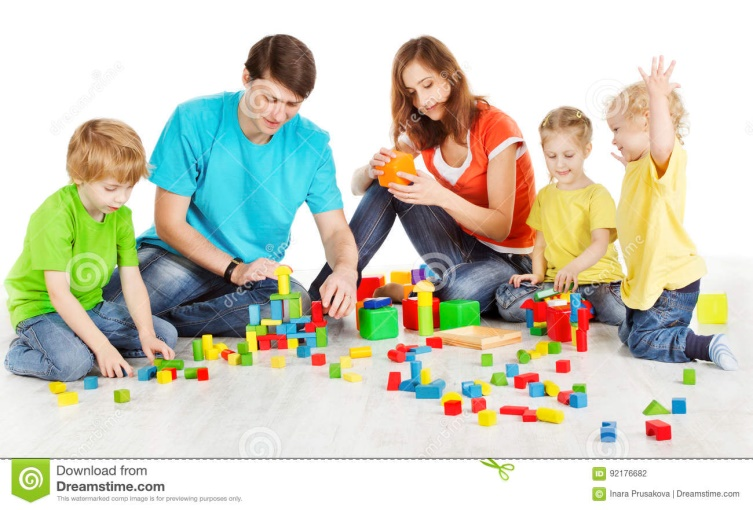 Download from
Dreamstime.com
This watermarked comp image is for previewing purposes only.
ID 92176682
© Inara Prusakova | Dreamstime.com